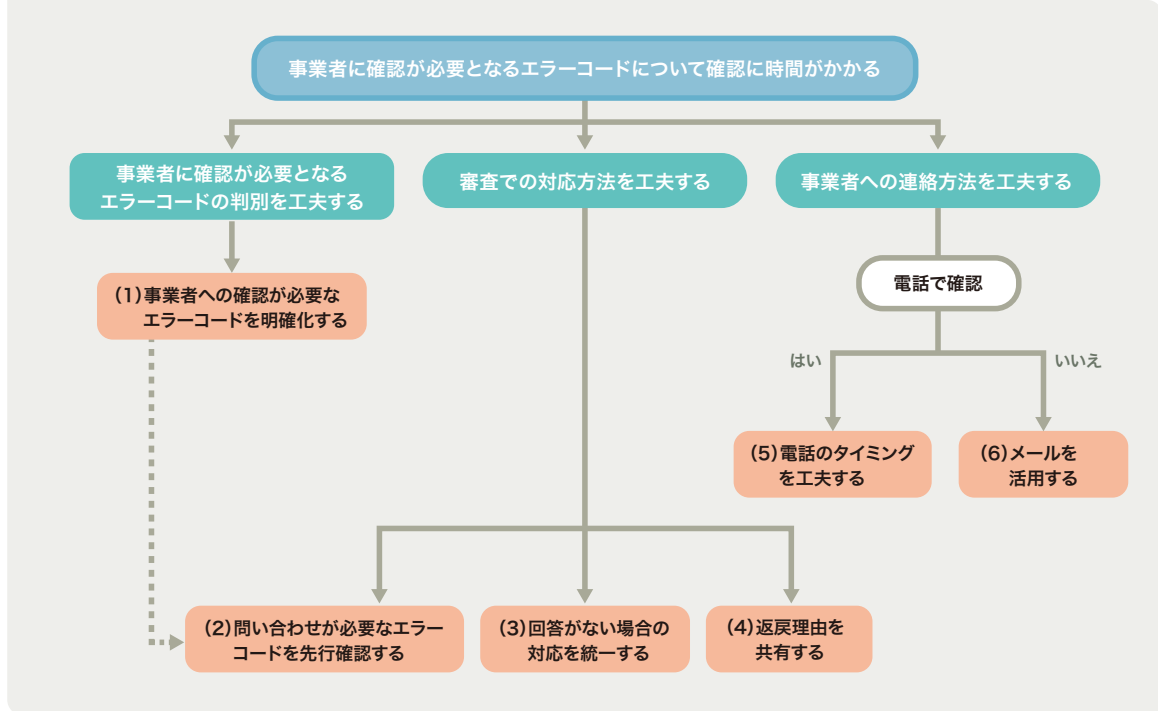 事業者に確認が必要となるエラーコードについて確認に時間がかかる
事業者に確認が必要となる
エラーコードの判別を工夫する
審査での対応方法を工夫する
事業者への連絡方法を工夫する
(1)事業者への確認が必要な
エラーコードを明確化する
電話で確認
はい
いいえ
(5)電話のタイミング
を工夫する
(6)メールを
活用する
(2)問い合わせが必要なエラー
コードを先行確認する
(3)回答がない場合の
対応を統一する
(4)返戻理由を
共有する